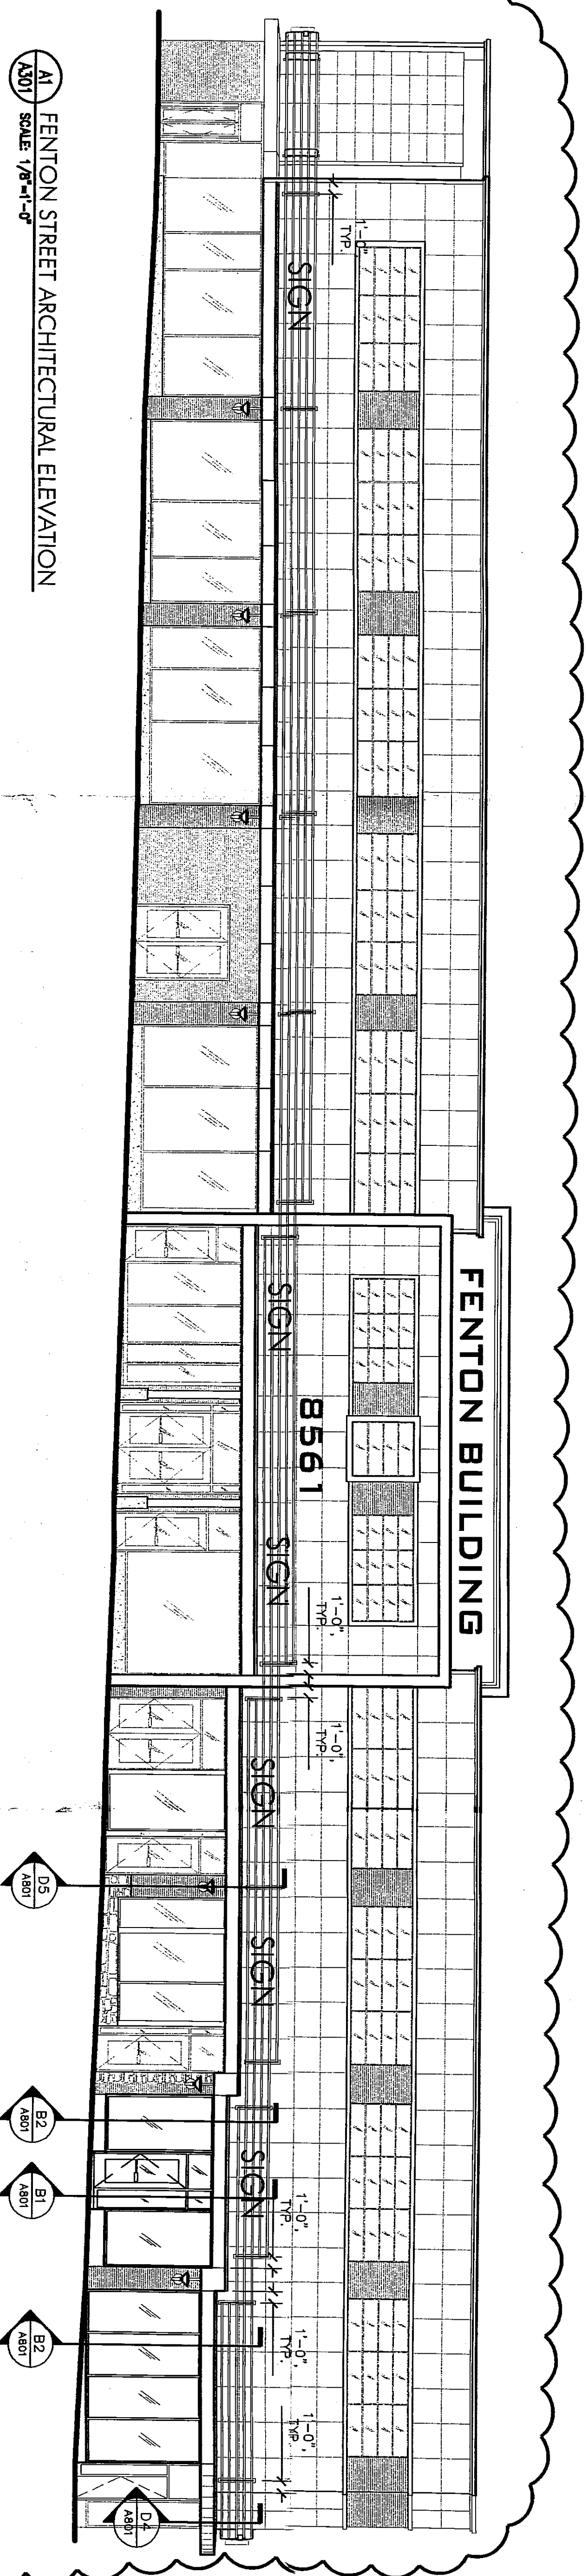 FENTON BUILDING
8561
1'-0"
TYP.
SIGN
SIGN
SIGN
1'-0",
TYP.
1'-0",
TYP.
SIGN
SIGN
SIGN
1'-0",
TYP.
1'-0",
TYP.
1'-0",
TYP.
D5
A801
B2
A801
B1
A801
B2
A801
D4
A801
A1
A301
FENTON STREET ARCHITECTURAL ELEVATION
SCALE: 1/8"=1'-0"